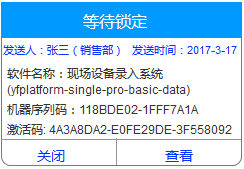 等待锁定
发送人：张三（销售部） 发送时间：2017-3-17
软件名称：现场设备录入系统
(yfplatform-single-pro-basic-data)
机器序列码：118BDE02-1FFF7A1A
激活码: 4A3A8DA2-E0FE29DE-3F558092
关闭 查看